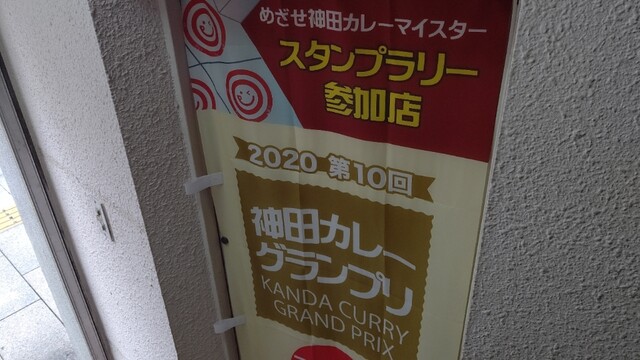 めざせ神田カレーマイスター
スタンプラリー
参加店
2020 第10回
神田カレー
グランプリ
KANDA CURRY
GRAND PRIX